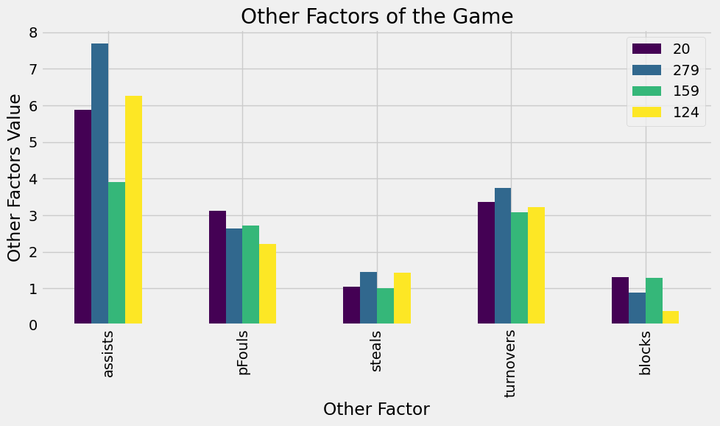 Other Factors of the Game
Other Factors Value
8
7
6
5
4
3
2
1
0
20
279
159
124
assists
pFouls
steals
turnovers
blocks
Other Factor